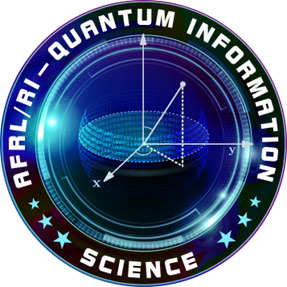 AFRL/RI-QUANTUM INFORMATION
SCIENCE
y
x